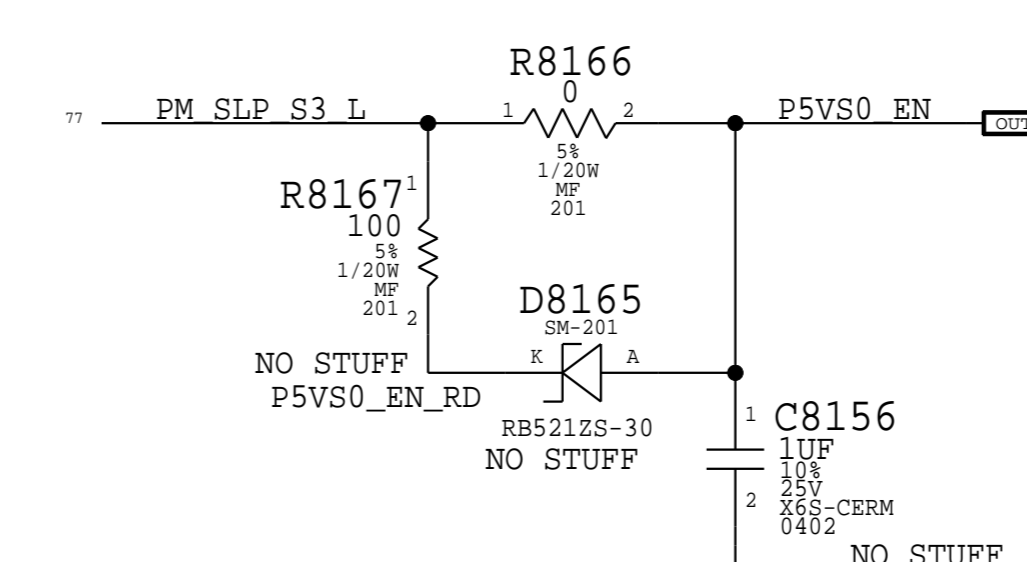 R8166
0
77
PM_SLP_S3_L
1
2
P5VS0_EN
OUT
5%
1/20W
MF
201
R8167
1
100
5%
1/20W
MF
201
2
D8165
SM-201
K
A
NO STUFF
P5VS0_EN_RD
RB521ZS-30
NO STUFF
1
C8156
1UF
10%
25V
X6S-CERM
0402
2
NO STUFF